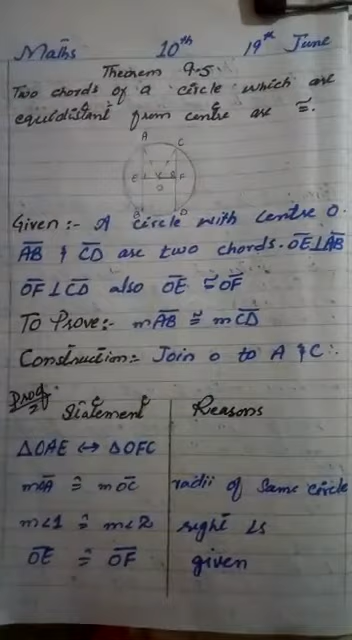 Maths 10th 19th June
Theorem 9.5
Two chords of a circle which are
equidistant from centre are ≅.
A C
E F
O
B D
Given :- A circle with centre O.
AB & CD are two chords. OE⊥AB
OF⊥CD also OE ≅ OF
To Prove:- mAB ≅ mCD
Construction:- Join O to A & C.
Proof
Statement Reasons
ΔOAE ↔ ΔOFC
mOA ≅ mOC radii of same circle
m∠1 ≅ m∠2 right ∠s
OE ≅ OF given